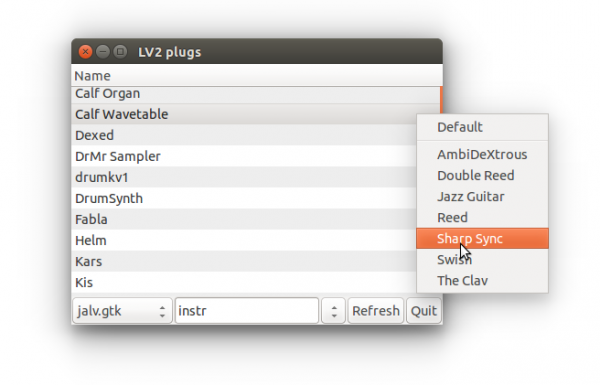 LV2 plugs
Name
Calf Organ
Calf Wavetable
Dexed
DrMr Sampler
drumkv1
DrumSynth
Fabla
Helm
Kars
Kis
jalv.gtk instr Refresh Quit
Default
AmbiDeXtrous
Double Reed
Jazz Guitar
Reed
Sharp Sync
Swish
The Clav